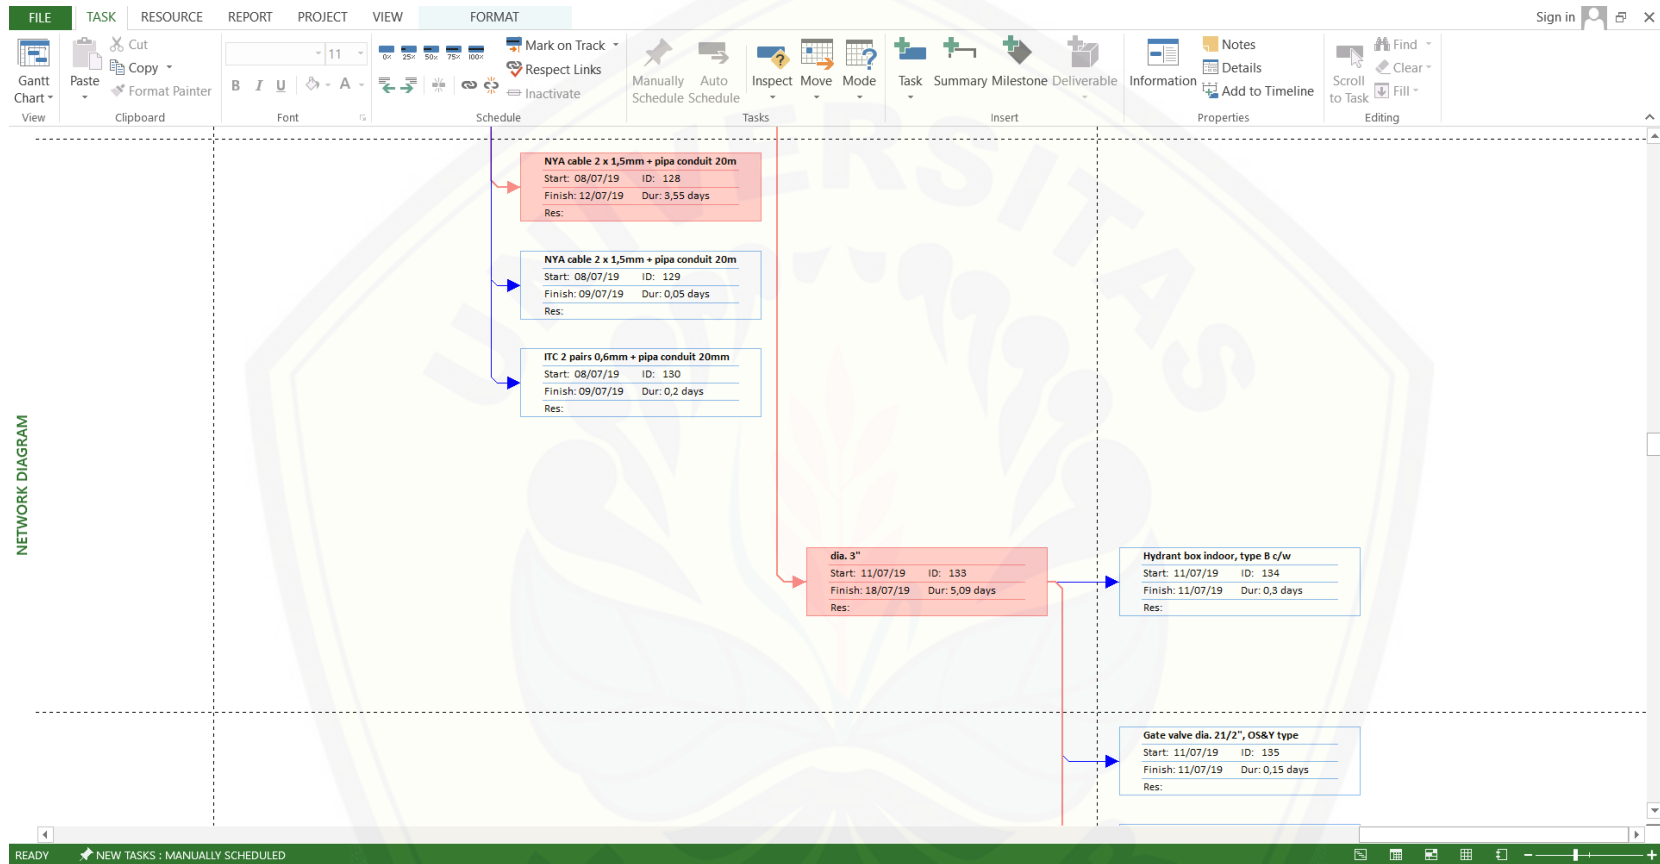 FILE TASK RESOURCE REPORT PROJECT VIEW FORMAT Sign in
Gantt Chart
View
Paste
Cut
Copy
Format Painter
Clipboard
11
B I U A
Font
0% 25% 50% 75% 100%
Mark on Track
Respect Links
Inactivate
Schedule
Manually Schedule
Auto Schedule
Inspect
Move
Mode
Tasks
Task
Summary
Milestone
Deliverable
Insert
Information
Notes
Details
Add to Timeline
Properties
Scroll to Task
Find
Clear
Fill
Editing
NETWORK DIAGRAM
UNIVERSITAS
NYA cable 2 x 1,5mm + pipa conduit 20m
Start: 08/07/19 ID: 128
Finish: 12/07/19 Dur: 3,55 days
Res:
NYA cable 2 x 1,5mm + pipa conduit 20m
Start: 08/07/19 ID: 129
Finish: 09/07/19 Dur: 0,05 days
Res:
ITC 2 pairs 0,6mm + pipa conduit 20mm
Start: 08/07/19 ID: 130
Finish: 09/07/19 Dur: 0,2 days
Res:
dia. 3"
Start: 11/07/19 ID: 133
Finish: 18/07/19 Dur: 5,09 days
Res:
Hydrant box indoor, type B c/w
Start: 11/07/19 ID: 134
Finish: 11/07/19 Dur: 0,3 days
Res:
Gate valve dia. 21/2", OS&Y type
Start: 11/07/19 ID: 135
Finish: 11/07/19 Dur: 0,15 days
Res:
READY NEW TASKS : MANUALLY SCHEDULED